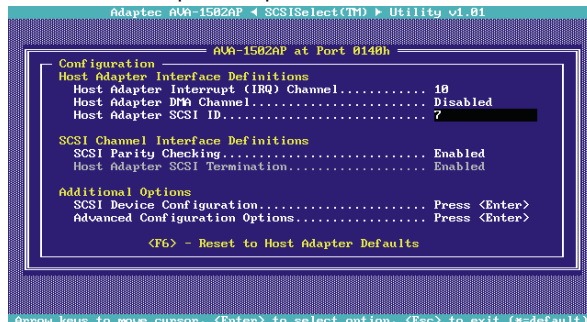 Adaptec AVA-1502AP ◄ SCSISelect(TM) ► Utility v1.01
AVA-1502AP at Port 0140h
Configuration
Host Adapter Interface Definitions
Host Adapter Interrupt (IRQ) Channel............ 10
Host Adapter DMA Channel........................ Disabled
Host Adapter SCSI ID............................ 7
SCSI Channel Interface Definitions
SCSI Parity Checking............................ Enabled
Host Adapter SCSI Termination................... Enabled
Additional Options
SCSI Device Configuration....................... Press <Enter>
Advanced Configuration Options.................. Press <Enter>
<F6> - Reset to Host Adapter Defaults
Arrow keys to move cursor, <Enter> to select option, <Esc> to exit (*=default)